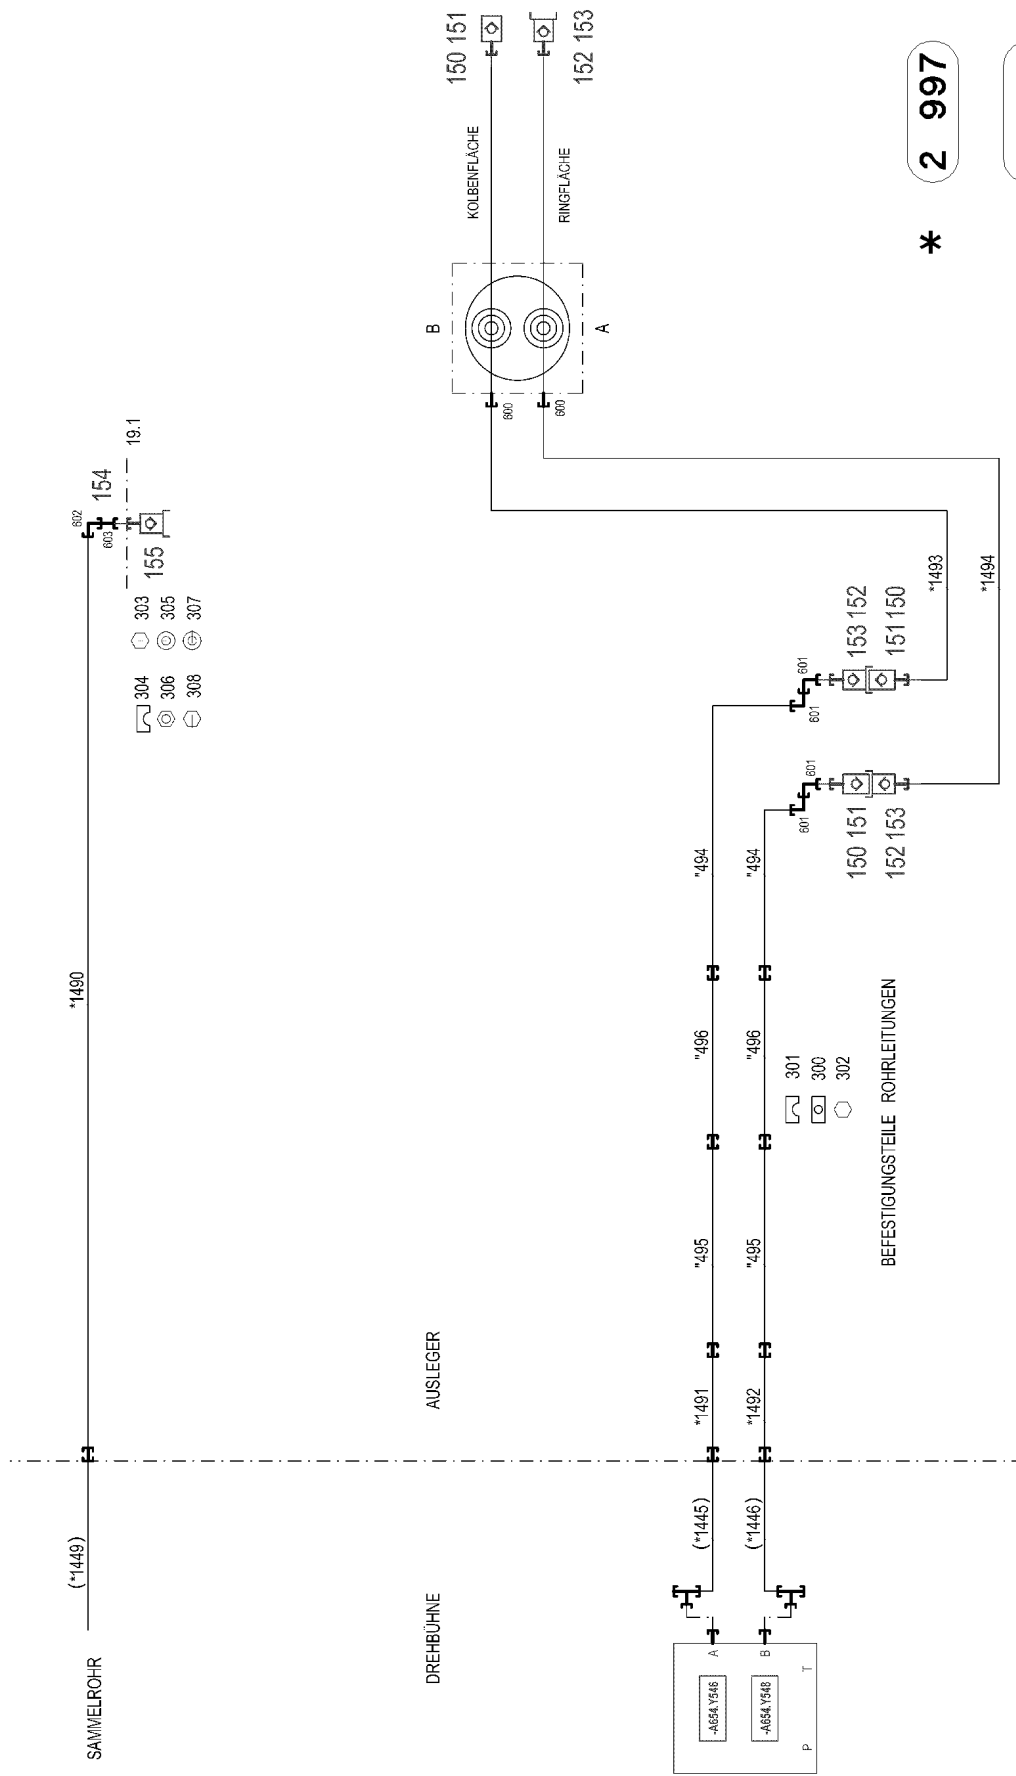 SAMMELROHR
(*1449)
*1490
602
603
154
19.1
155
304
303
306
305
308
307
DREHBÜHNE
AUSLEGER
B
A
600
600
KOLBENFLÄCHE
RINGFLÄCHE
150 151
152 153
-A654.Y546
A
-A654.Y548
B
P
T
(*1445)
*1491
"495
"496
"494
(*1446)
*1492
"495
"496
"494
601
601
601
601
153 152
151 150
150 151
152 153
*1493
*1494
301
300
302
BEFESTIGUNGSTEILE ROHRLEITUNGEN
* 2 997